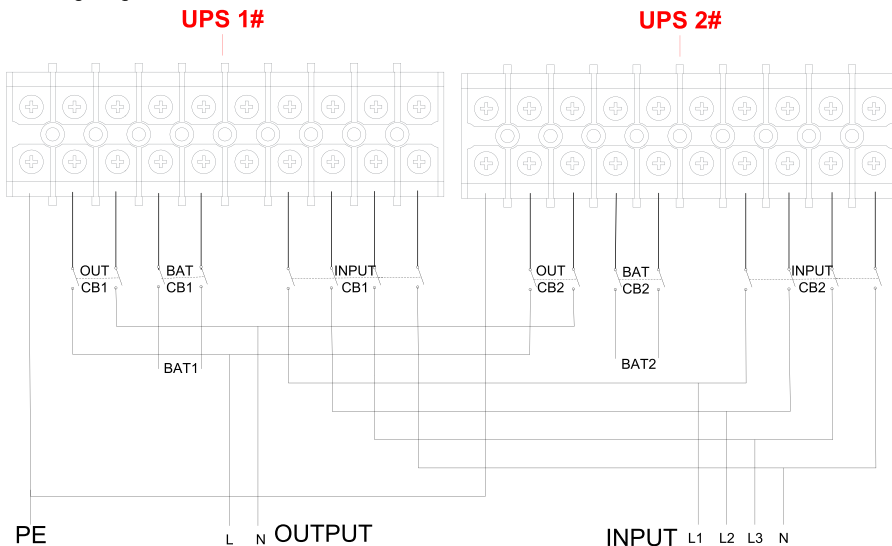 UPS 1#
UPS 2#
OUT
CB1
BAT
CB1
INPUT
CB1
OUT
CB2
BAT
CB2
INPUT
CB2
BAT1
BAT2
PE
L N OUTPUT
INPUT L1 L2 L3 N